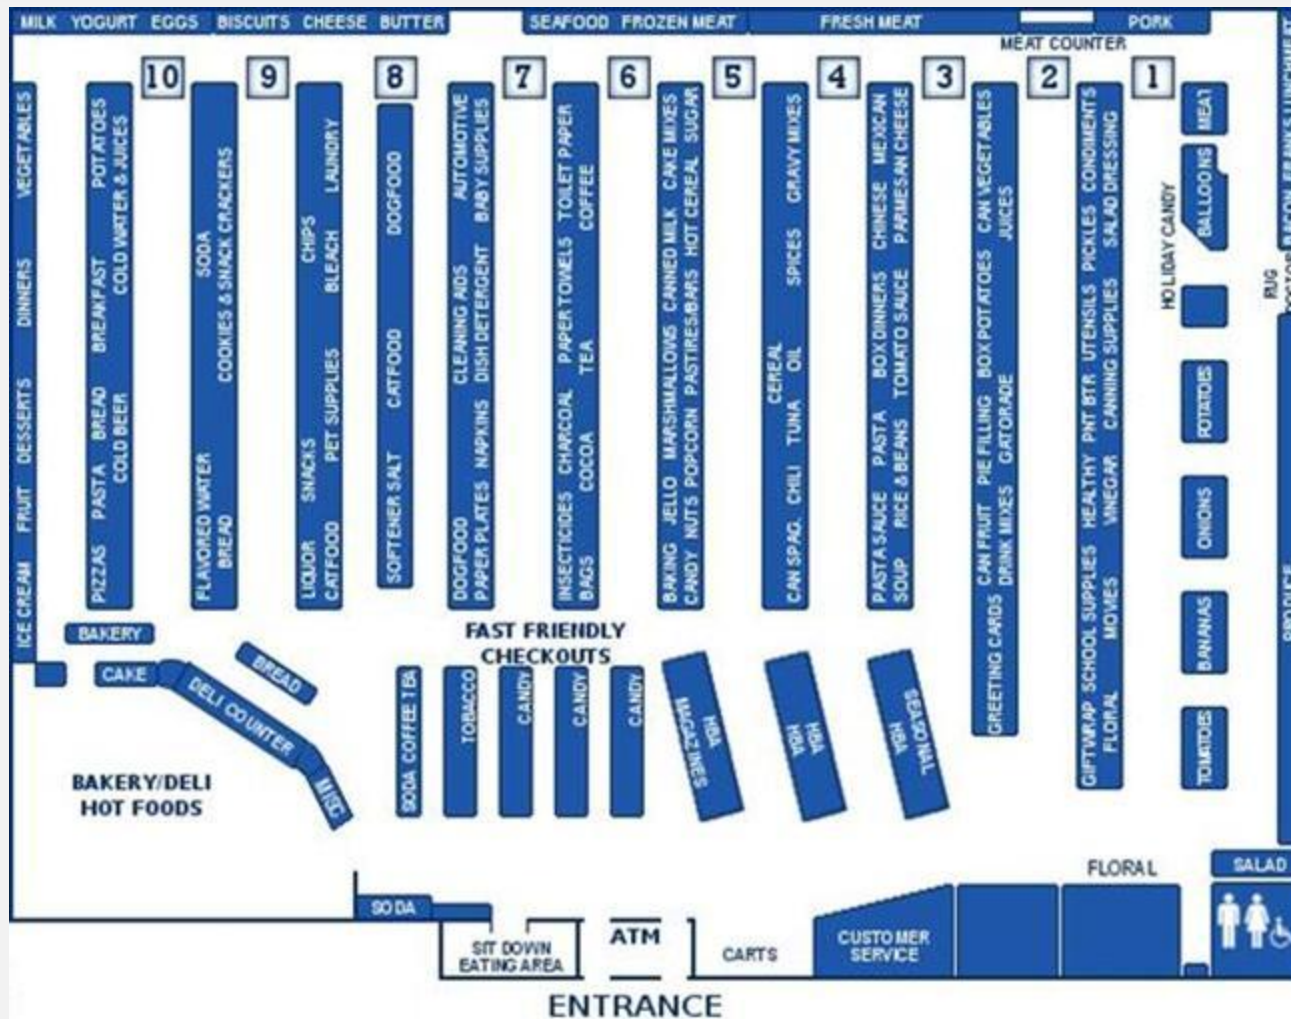 MILK YOGURT EGGS
BISCUITS CHEESE BUTTER
SEAFOOD FROZEN MEAT
FRESH MEAT
PORK
MEAT COUNTER
10
9
8
7
6
5
4
3
2
1
ICE CREAM FRUIT DESSERTS DINNERS VEGETABLES
PIZZAS PASTA BREAD BREAKFAST POTATOES
COLD BEER COLD WATER & JUICES
FLAVORED WATER SODA
BREAD COOKIES & SNACK CRACKERS
LIQUOR SNACKS CHIPS
CATFOOD PET SUPPLIES BLEACH LAUNDRY
SOFTENER SALT CATFOOD DOGFOOD
DOGFOOD CLEANING AIDS AUTOMOTIVE
PAPER PLATES NAPKINS DISH DETERGENT BABY SUPPLIES
INSECTICIDES CHARCOAL PAPER TOWELS TOILET PAPER
BAGS COCOA TEA COFFEE
BAKING JELLO MARSHMALLOWS CANNED MILK CAKE MIXES
CANDY NUTS POPCORN PASTIRES/BARS HOT CEREAL SUGAR
CEREAL
CAN SPAG. CHILI TUNA OIL SPICES GRAVY MIXES
PASTA SAUCE PASTA BOX DINNERS CHINESE MEXICAN
SOUP RICE & BEANS TOMATO SAUCE PARMESAN CHEESE
GREETING CARDS CAN FRUIT PIE FILLING BOX POTATOES CAN VEGETABLES
DRINK MIXES GATORADE JUICES
GIFTWRAP SCHOOL SUPPLIES HEALTHY PNT BTR UTENSILS PICKLES CONDIMENTS
FLORAL MOVIES VINEGAR CANNING SUPPLIES SALAD DRESSING
HOLIDAY CANDY
MEAT
BALLOONS
POTATOES
ONIONS
BANANAS
TOMATOES
BACON FRANKS LUNCHMEAT
RUG
PRODUCE
BAKERY
CAKE
DELI COUNTER
MISC
BREAD
BAKERY/DELI
HOT FOODS
FAST FRIENDLY
CHECKOUTS
SODA COFFEE TEA
TOBACCO
CANDY
CANDY
CANDY
HBA
MAGAZINES
HBA
HBA
SEASONAL
HBA
FLORAL
SALAD
SODA
SIT DOWN
EATING AREA
ATM
CARTS
CUSTOMER
SERVICE
ENTRANCE